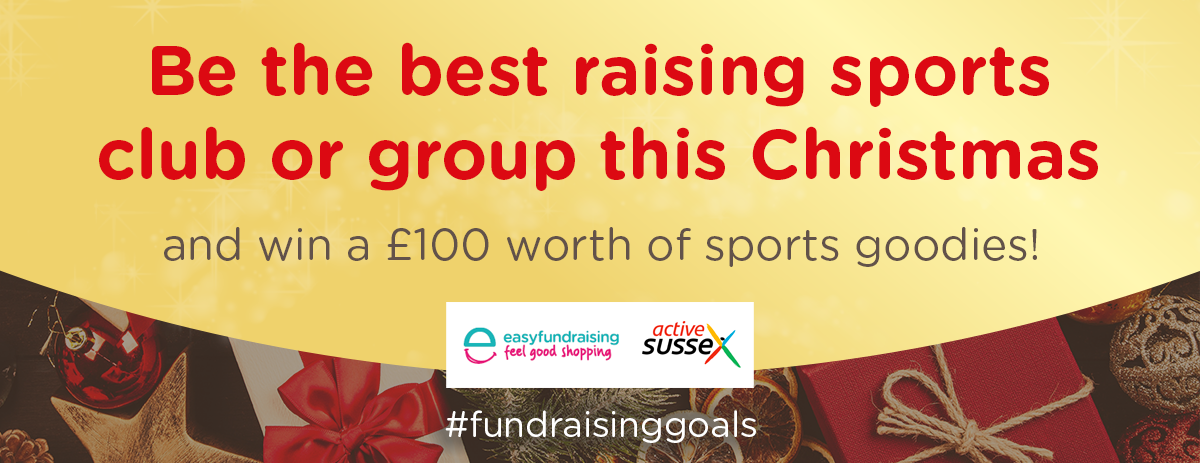 Be the best raising sports
club or group this Christmas
and win a £100 worth of sports goodies!
easyfundraising
feel good shopping
active
sussex
#fundraisinggoals